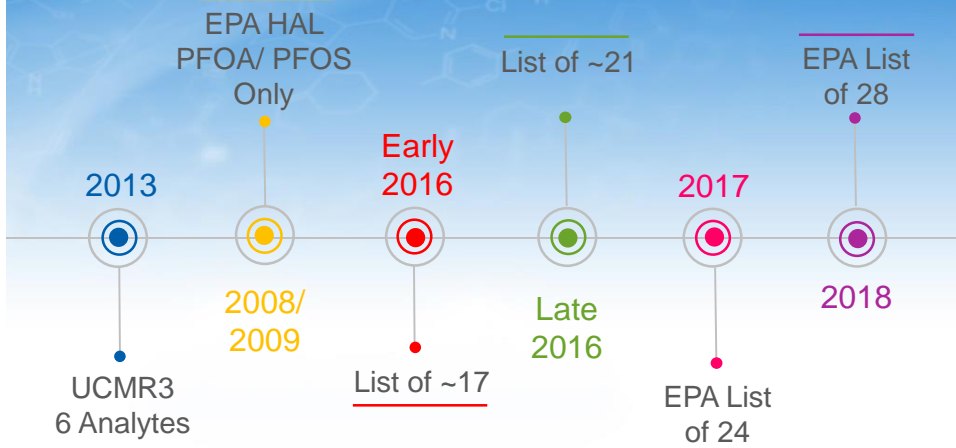 2013
UCMR3
6 Analytes
EPA HAL
PFOA/ PFOS
Only
2008/
2009
Early
2016
List of ~17
List of ~21
Late
2016
2017
EPA List
of 24
EPA List
of 28
2018